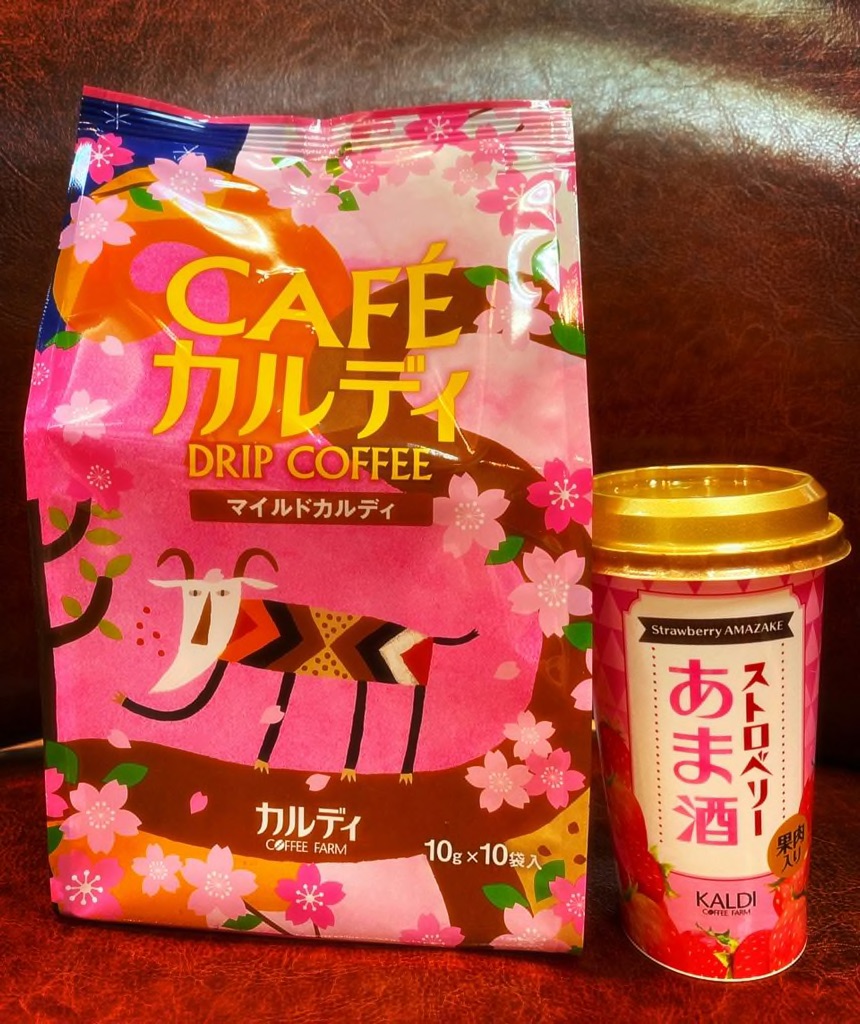 CAFÉ
カルディ
DRIP COFFEE
マイルドカルディ
カルディ
COFFEE FARM
10g×10袋入
Strawberry AMAZAKE
ストロベリー
あま酒
果肉
入り
KALDI
COFFEE FARM